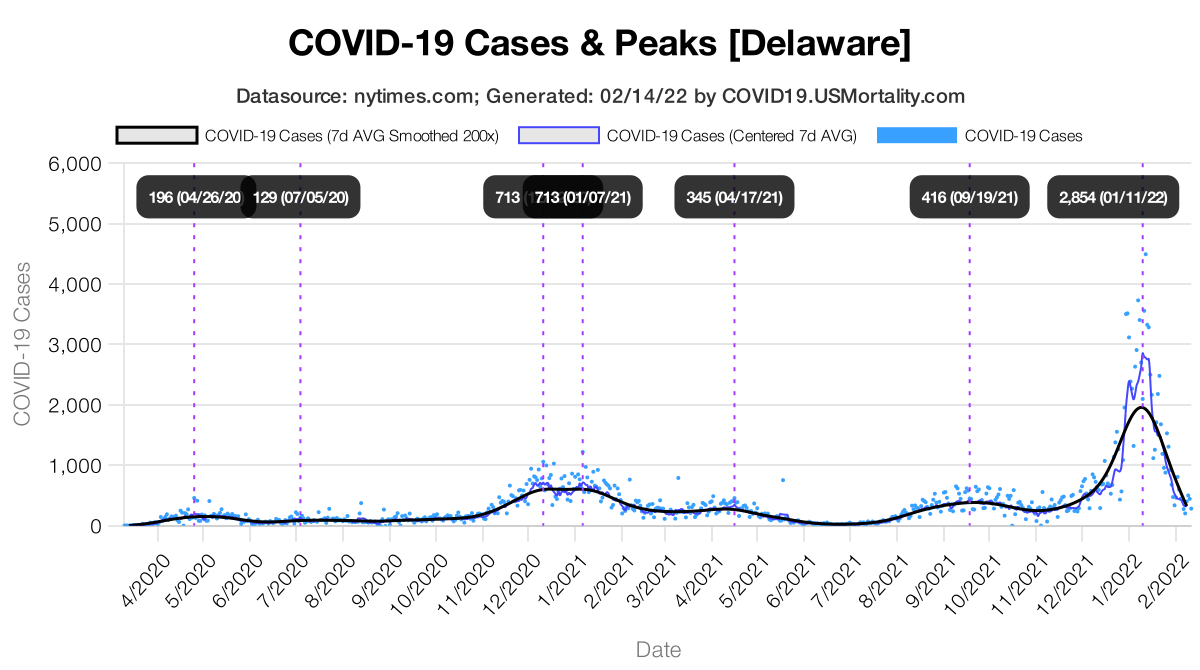 COVID-19 Cases & Peaks [Delaware]
Datasource: nytimes.com; Generated: 02/14/22 by COVID19.USMortality.com
COVID-19 Cases (7d AVG Smoothed 200x) COVID-19 Cases (Centered 7d AVG) COVID-19 Cases
6,000
196 (04/26/20 129 (07/05/20) 713 713 (01/07/21) 345 (04/17/21) 416 (09/19/21) 2,854 (01/11/22)
5,000
4,000
3,000
2,000
1,000
0
COVID-19 Cases
4/2020 5/2020 6/2020 7/2020 8/2020 9/2020 10/2020 11/2020 12/2020 1/2021 2/2021 3/2021 4/2021 5/2021 6/2021 7/2021 8/2021 9/2021 10/2021 11/2021 12/2021 1/2022 2/2022
Date